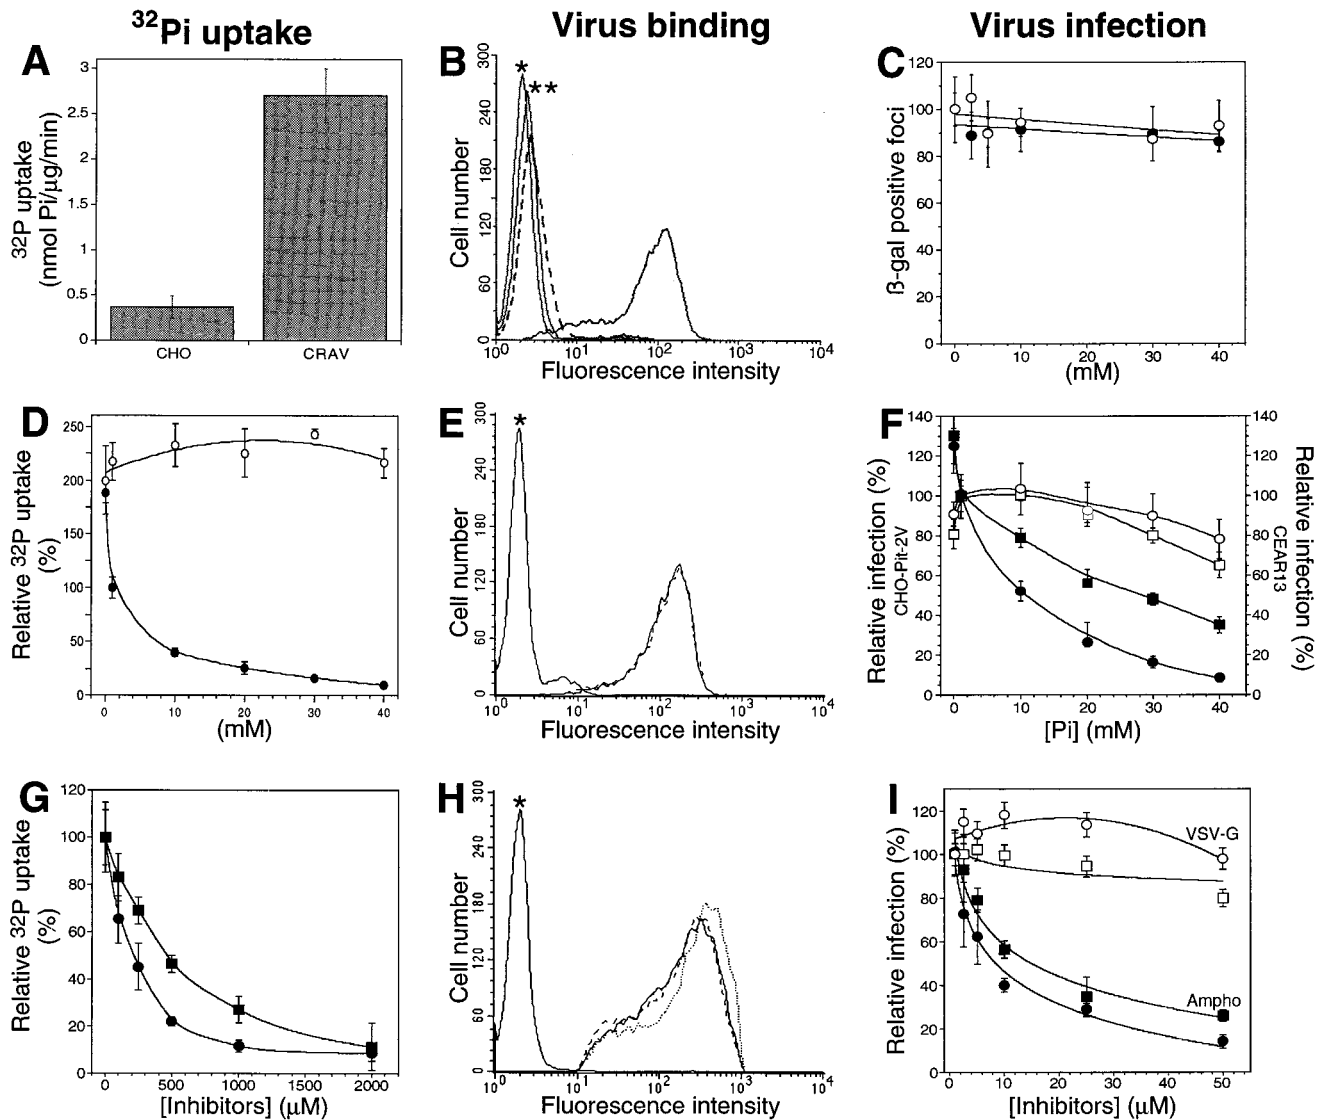 32Pi uptake
Virus binding
Virus infection
A
32P uptake
(nmol Pi/µg/min)
3
2.5
2
1.5
1
0.5
0
CHO
CRAV
B
*
**
Cell number
300
240
180
120
60
0
10^0 10^1 10^2 10^3 10^4
Fluorescence intensity
C
ß-gal positive foci
120
100
80
60
40
20
0
0 10 20 30 40
(mM)
D
Relative 32P uptake
(%)
250
200
150
100
50
0
0 10 20 30 40
(mM)
E
*
Cell number
300
240
180
120
60
0
10^0 10^1 10^2 10^3 10^4
Fluorescence intensity
F
Relative infection (%)
CHO-Pit-2V
140
120
100
80
60
40
20
0
0 10 20 30 40
[Pi] (mM)
140
120
100
80
60
40
20
0
CEAR13
Relative infection (%)
G
Relative 32P uptake
(%)
120
100
80
60
40
20
0
0 500 1000 1500 2000
[Inhibitors] (µM)
H
*
Cell number
300
240
180
120
60
0
10^0 10^1 10^2 10^3 10^4
Fluorescence intensity
I
Relative infection (%)
120
100
80
60
40
20
0
VSV-G
Ampho
0 10 20 30 40 50
[Inhibitors] (µM)